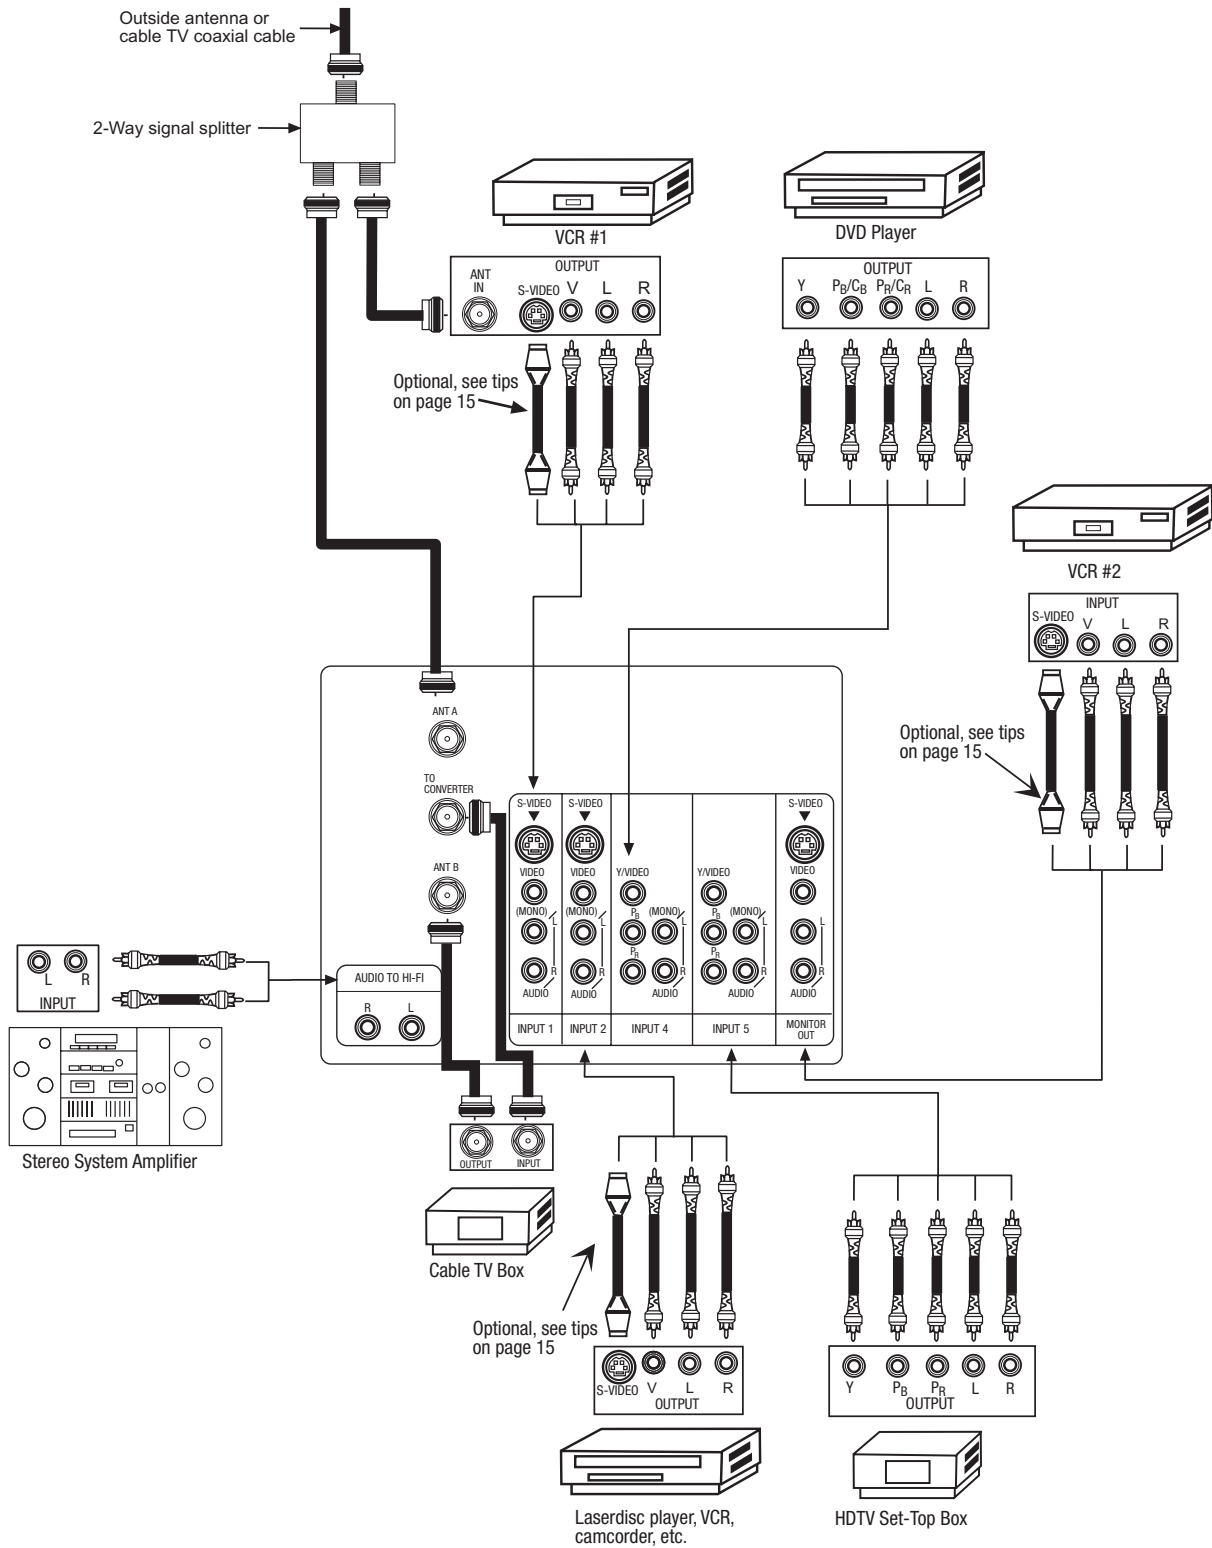 Outside antenna or
cable TV coaxial cable
2-Way signal splitter
VCR #1
OUTPUT
ANT
IN
S-VIDEO V L R
Optional, see tips
on page 15
DVD Player
OUTPUT
Y PB/CB PR/CR L R
VCR #2
INPUT
S-VIDEO V L R
Optional, see tips
on page 15
ANT A
TO
CONVERTER
ANT B
S-VIDEO
VIDEO
(MONO)
L
R
AUDIO
INPUT 1
S-VIDEO
VIDEO
(MONO)
L
R
AUDIO
INPUT 2
Y/VIDEO
PB
(MONO)
L
PR
R
AUDIO
INPUT 4
Y/VIDEO
PB
(MONO)
L
PR
R
AUDIO
INPUT 5
S-VIDEO
VIDEO
L
R
AUDIO
MONITOR
OUT
L R
INPUT
AUDIO TO HI-FI
R L
Stereo System Amplifier
OUTPUT INPUT
Cable TV Box
Optional, see tips
on page 15
S-VIDEO V L R
OUTPUT
Laserdisc player, VCR,
camcorder, etc.
Y PB PR L R
OUTPUT
HDTV Set-Top Box